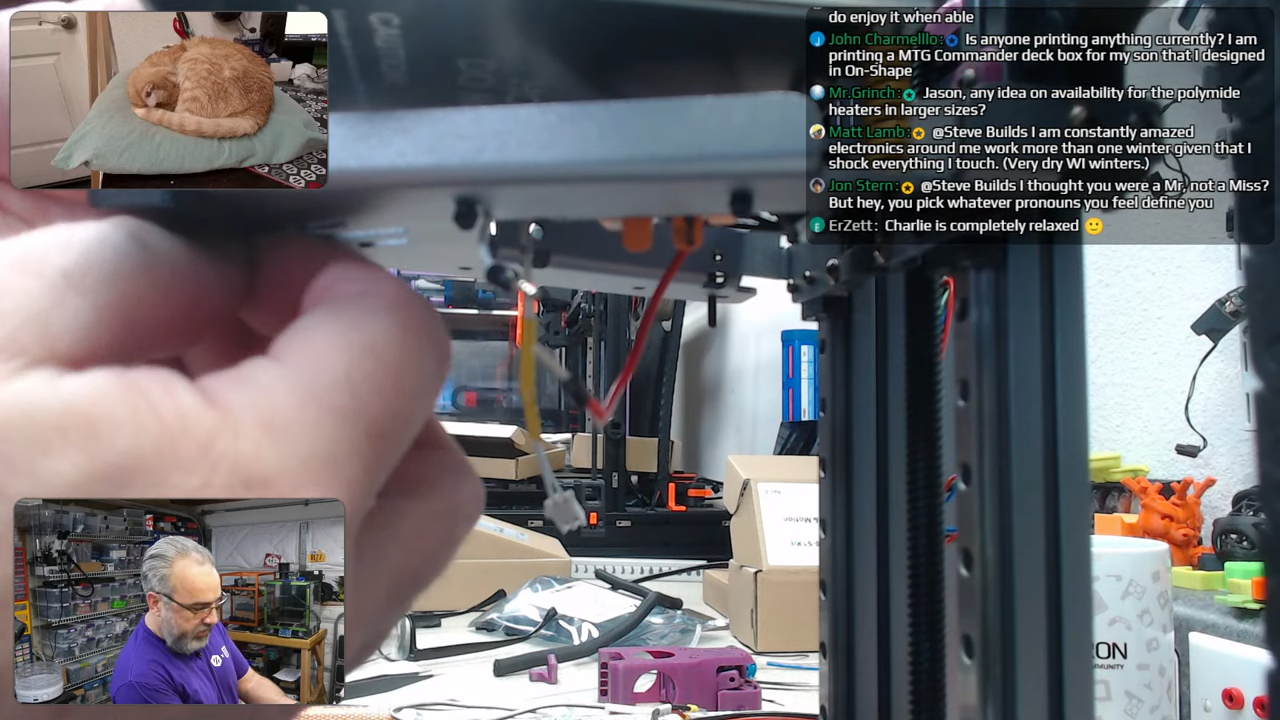 do enjoy it when able
John Charmelllo: Is anyone printing anything currently? I am
printing a MTG Commander deck box for my son that I designed
in On-Shape
Mr.Grinch: Jason, any idea on availability for the polymide
heaters in larger sizes?
Matt Lamb: @Steve Builds I am constantly amazed
electronics around me work more than one winter given that I
shock everything I touch. (Very dry WI winters.)
Jon Stern: @Steve Builds I thought you were a Mr, not a Miss?
But hey, you pick whatever pronouns you feel define you
ErZett: Charlie is completely relaxed 🙂
& Motion
RON
MMUNITY